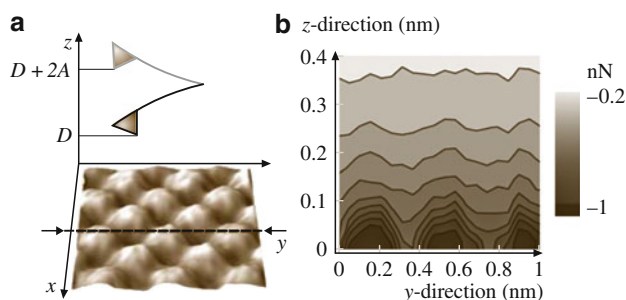 a
z
D + 2A
D
y
x
b z-direction (nm)
0.4
0.3
0.2
0.1
0
0 0.2 0.4 0.6 0.8 1
y-direction (nm)
nN
–0.2
–1